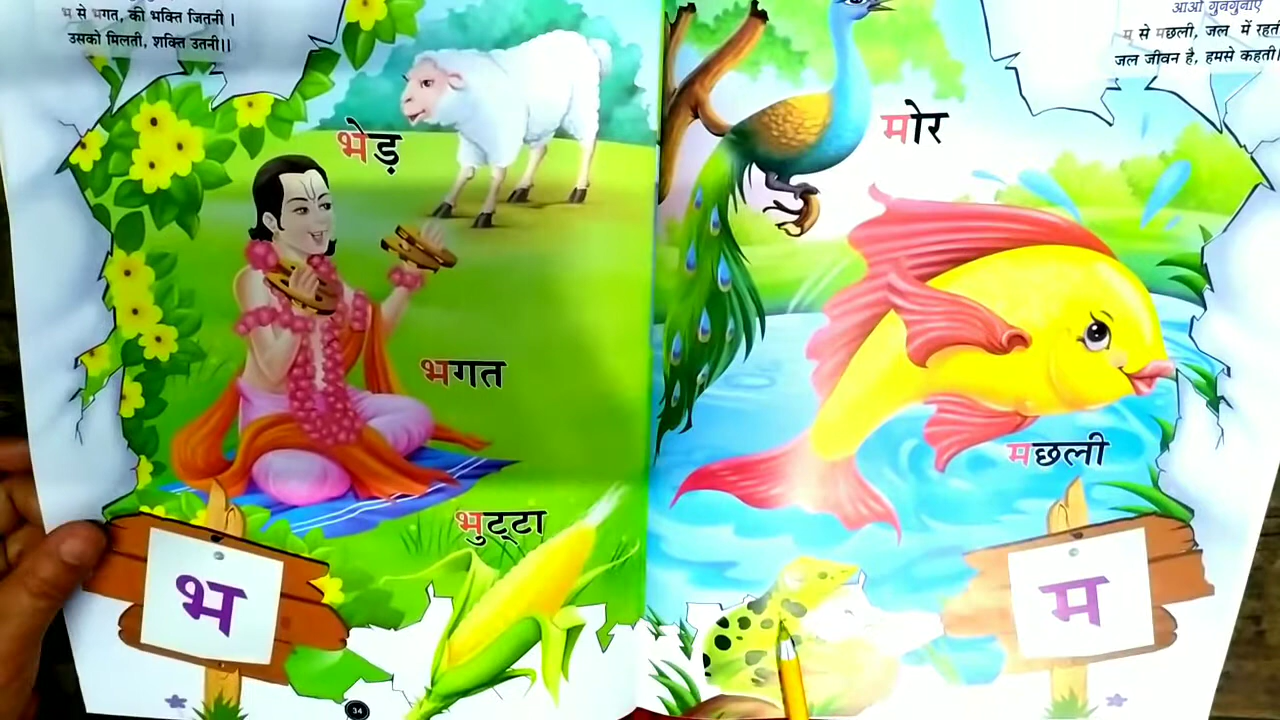 भ से भगत, की भक्ति जितनी।
उसको मिलती, शक्ति उतनी।।
भेड़
भगत
भुट्टा
भ
34
आओ गुनगुनाएँ
म से मछली, जल में रहती
जल जीवन है, हमसे कहती।
मोर
मछली
म